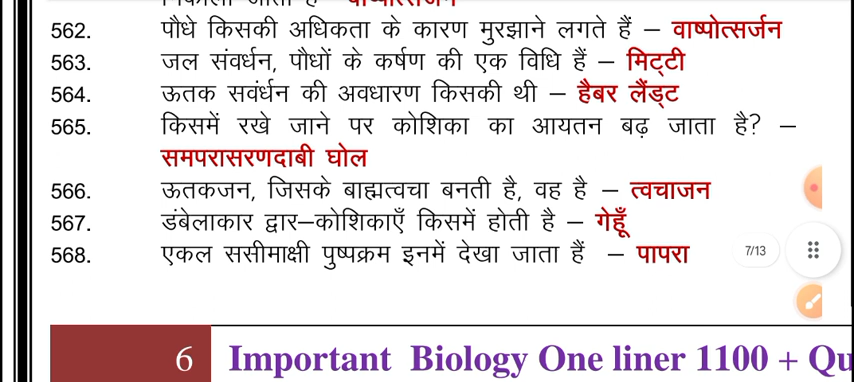 562. पौधे किसकी अधिकता के कारण मुरझाने लगते हैं – वाष्पोत्सर्जन
563. जल संवर्धन, पौधों के कर्षण की एक विधि हैं – मिट्टी
564. ऊतक सवंर्धन की अवधारण किसकी थी – हैबर लैंड्ट
565. किसमें रखे जाने पर कोशिका का आयतन बढ़ जाता है? –
समपरासरणदाबी घोल
566. ऊतकजन, जिसके बाह्मत्वचा बनती है, वह है – त्वचाजन
567. डंबेलाकार द्वार–कोशिकाएँ किसमें होती है – गेहूँ
568. एकल ससीमाक्षी पुष्पक्रम इनमें देखा जाता हैं – पापरा
7/13
6 Important Biology One liner 1100 + Qu